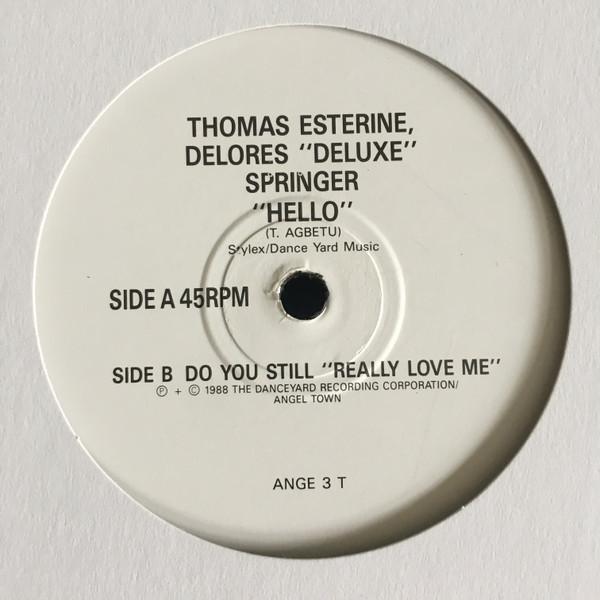 THOMAS ESTERINE,
DELORES "DELUXE"
SPRINGER
"HELLO"
(T. AGBETU)
Stylex/Dance Yard Music
SIDE A 45RPM
SIDE B DO YOU STILL "REALLY LOVE ME"
℗ + © 1988 THE DANCEYARD RECORDING CORPORATION/
ANGEL TOWN
ANGE 3 T